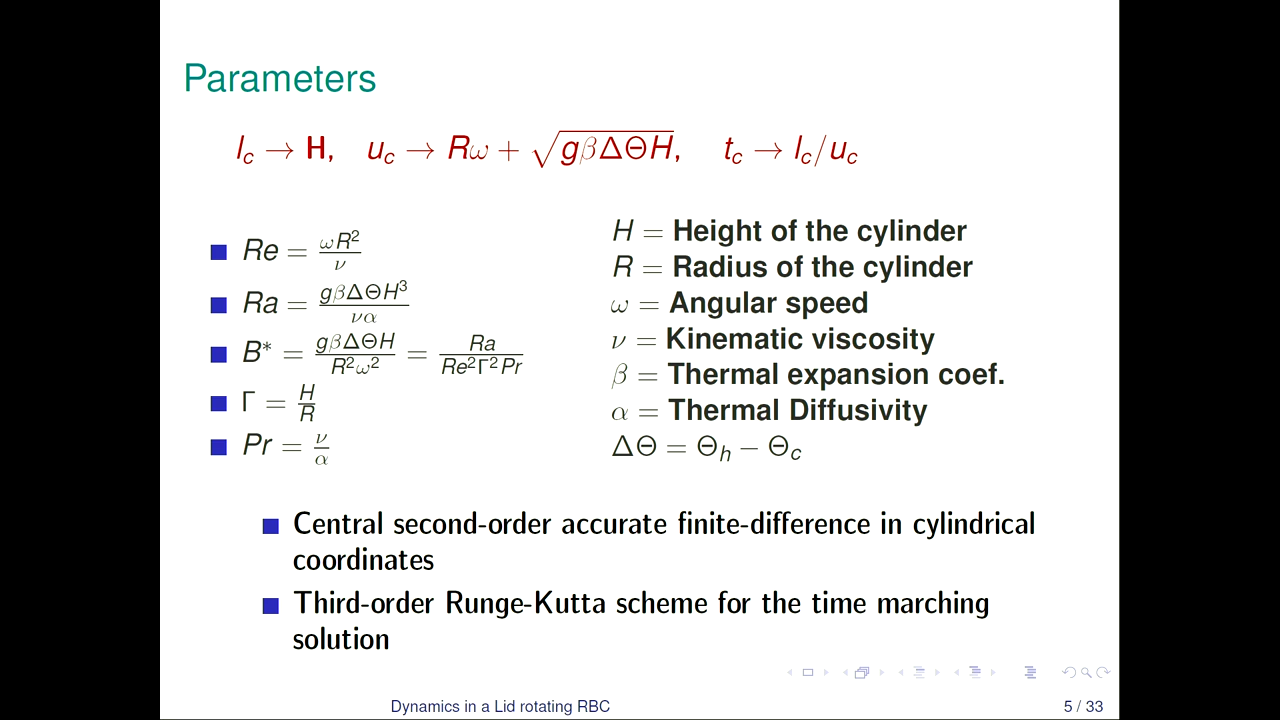 Parameters
l_c → H, u_c → Rω + √(gβΔΘH), t_c → l_c/u_c
Re = ωR²/ν
Ra = gβΔΘH³/να
B* = gβΔΘH/R²ω² = Ra/Re²Γ²Pr
Γ = H/R
Pr = ν/α
H = Height of the cylinder
R = Radius of the cylinder
ω = Angular speed
ν = Kinematic viscosity
β = Thermal expansion coef.
α = Thermal Diffusivity
ΔΘ = Θ_h − Θ_c
Central second-order accurate finite-difference in cylindrical
coordinates
Third-order Runge-Kutta scheme for the time marching
solution
Dynamics in a Lid rotating RBC
5 / 33